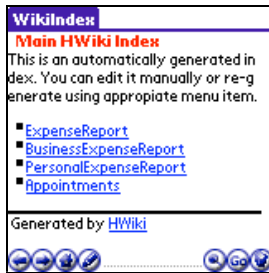 WikiIndex
Main HWiki Index
This is an automatically generated in
dex. You can edit it manually or re-g
enerate using appropiate menu item.
ExpenseReport
BusinessExpenseReport
PersonalExpenseReport
Appointments
Generated by HWiki
Go